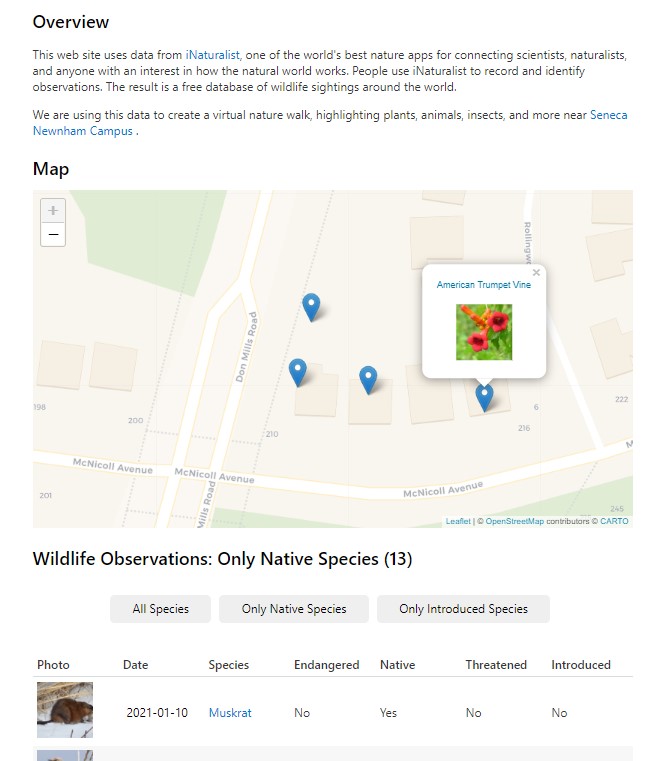 Overview
This web site uses data from iNaturalist, one of the world's best nature apps for connecting scientists, naturalists,
and anyone with an interest in how the natural world works. People use iNaturalist to record and identify
observations. The result is a free database of wildlife sightings around the world.
We are using this data to create a virtual nature walk, highlighting plants, animals, insects, and more near Seneca
Newnham Campus .
Map
+
−
American Trumpet Vine
×
Don Mills Road
198
200
210
6
216
222
McNicoll Avenue
McNicoll Avenue
McNicoll Avenue
201
Mills Road
246
Leaflet | © OpenStreetMap contributors © CARTO
Wildlife Observations: Only Native Species (13)
All Species Only Native Species Only Introduced Species
Photo Date Species Endangered Native Threatened Introduced
2021-01-10 Muskrat No Yes No No